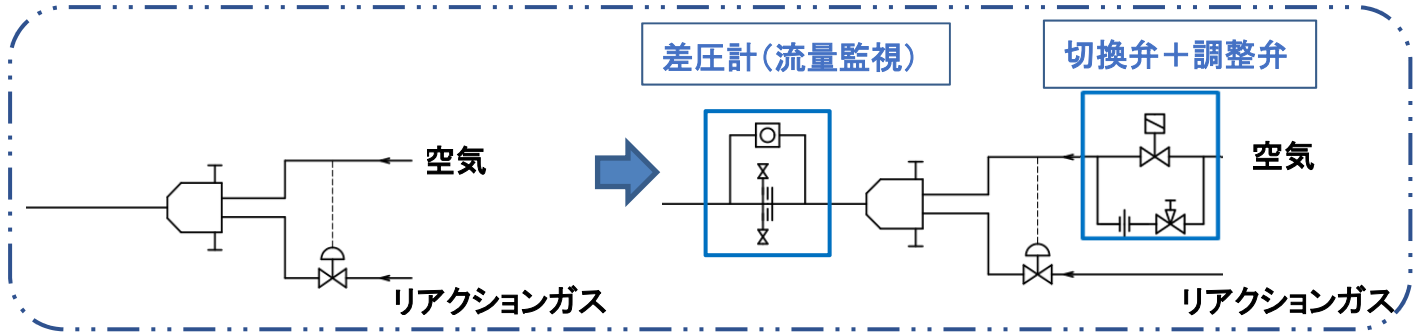 差圧計(流量監視)
切換弁＋調整弁
空気
リアクションガス
空気
リアクションガス